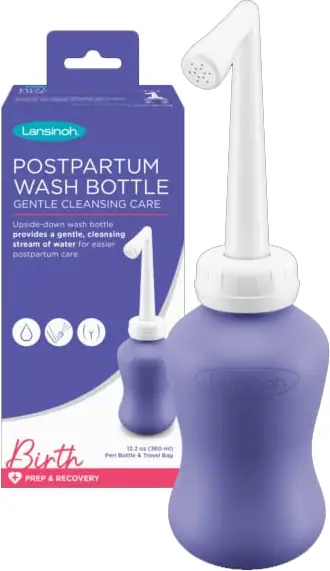 Lansinoh®
POSTPARTUM
WASH BOTTLE
GENTLE CLEANSING CARE
Upside-down wash bottle
provides a gentle, cleansing
stream of water for easier
postpartum care
12.2 oz (360 ml)
Peri Bottle & Travel Bag
Birth
PREP & RECOVERY
Lansinoh®